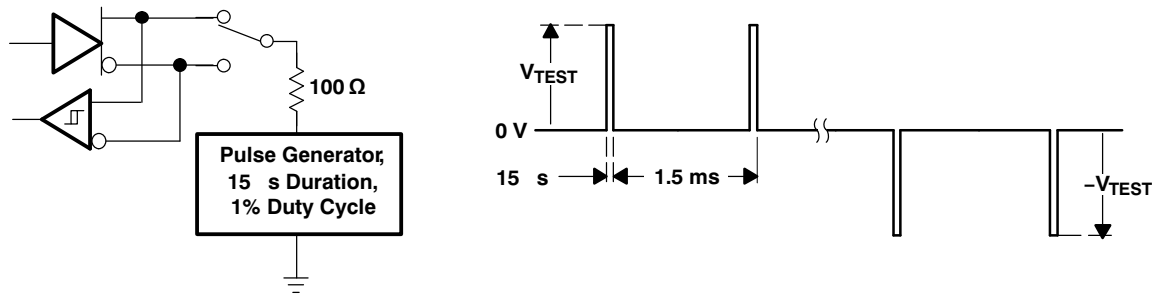 100 Ω
Pulse Generator,
15 s Duration,
1% Duty Cycle
VTEST
0 V
15 s
1.5 ms
–VTEST